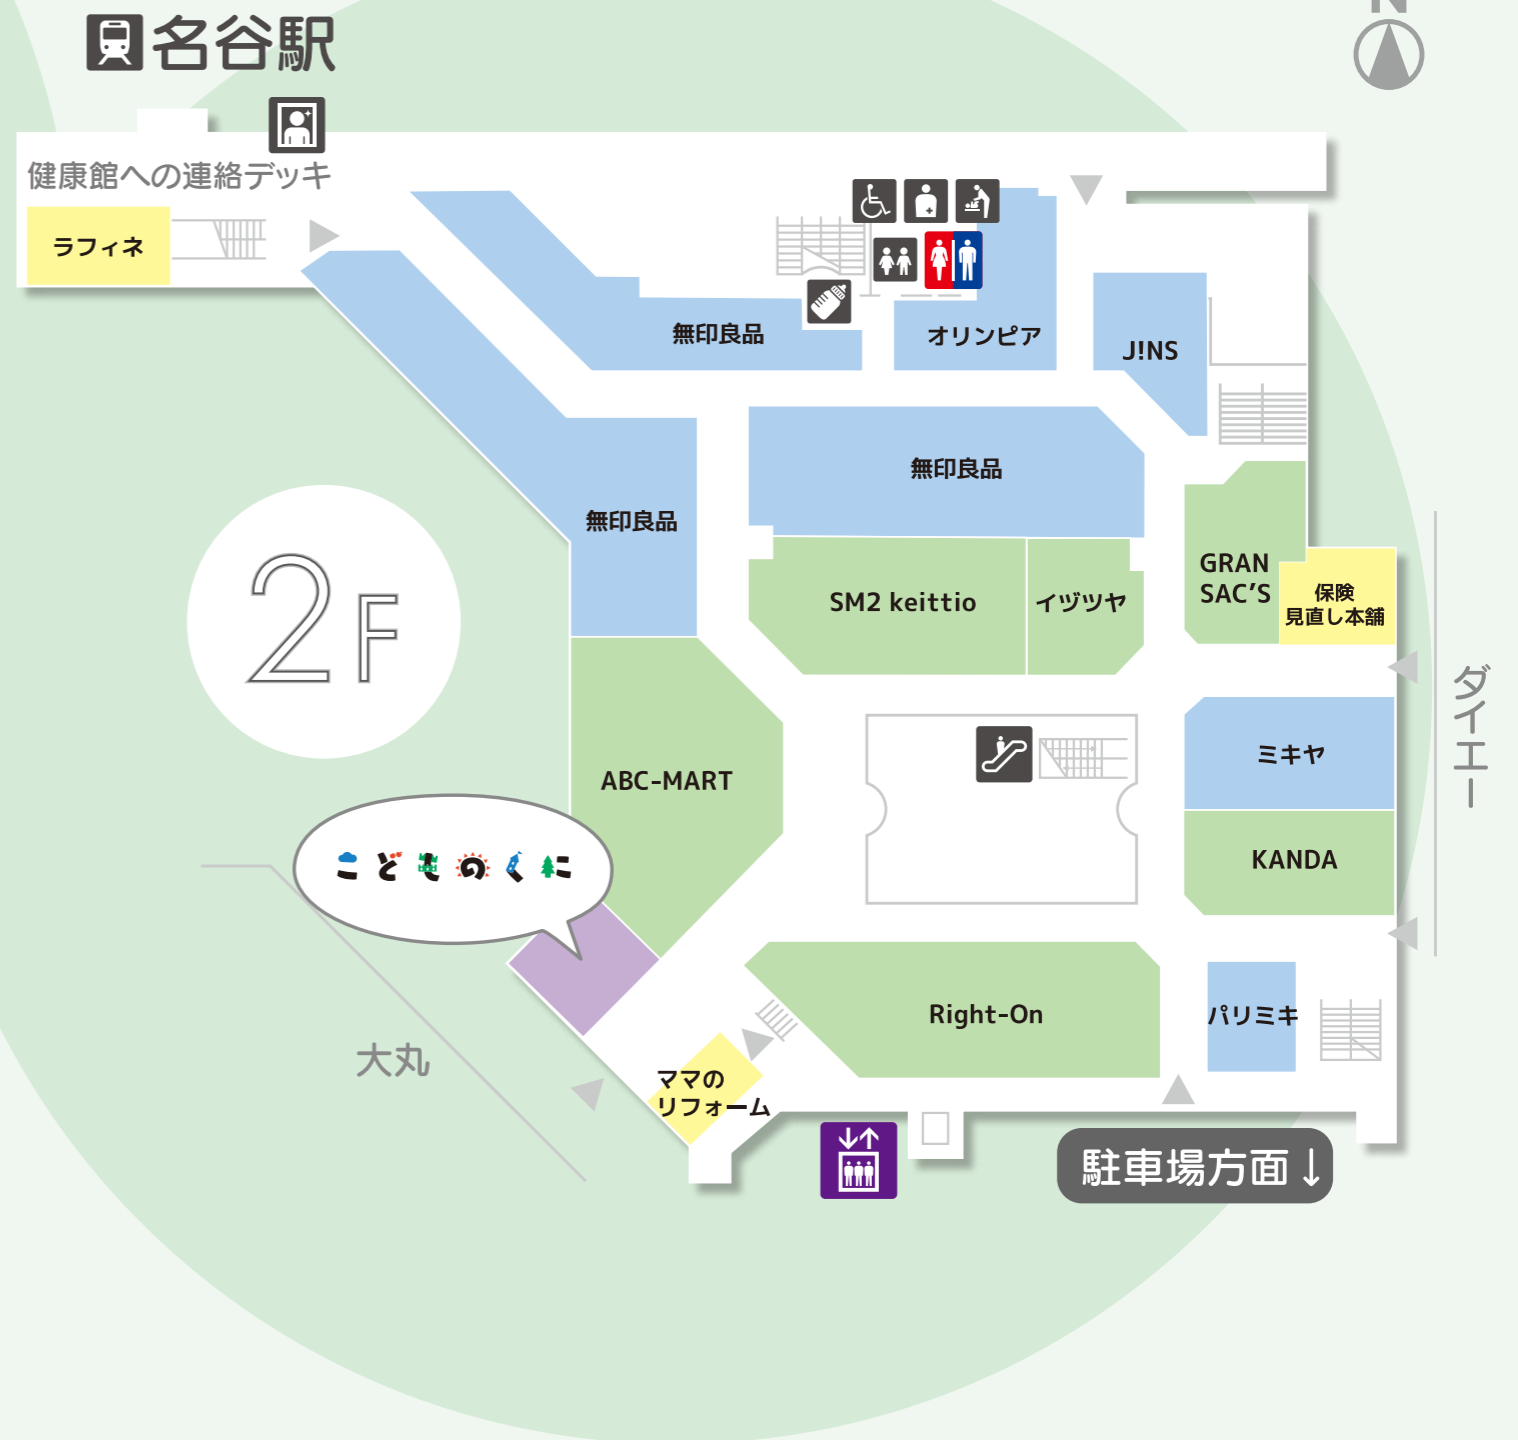 N
名谷駅
健康館への連絡デッキ
ラフィネ
無印良品
オリンピア
J!NS
無印良品
無印良品
GRAN
SAC'S
保険
見直し本舗
SM2 keittio
イヅツヤ
2F
ダイエー
ミキヤ
ABC-MART
KANDA
こどものくに
Right-On
パリミキ
大丸
ママの
リフォーム
駐車場方面↓